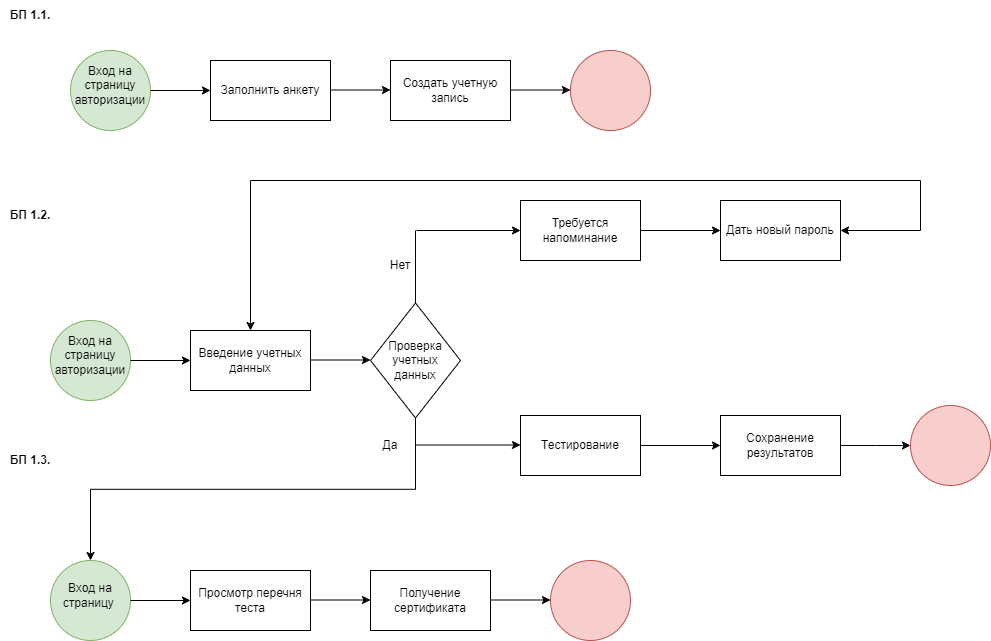 БП 1.1.
Вход на
страницу
авторизации
Заполнить анкету
Создать учетную
запись
БП 1.2.
Требуется
напоминание
Дать новый пароль
Нет
Вход на
страницу
авторизации
Введение учетных
данных
Проверка
учетных
данных
Да
Тестирование
Сохранение
результатов
БП 1.3.
Вход на
страницу
Просмотр перечня
теста
Получение
сертификата